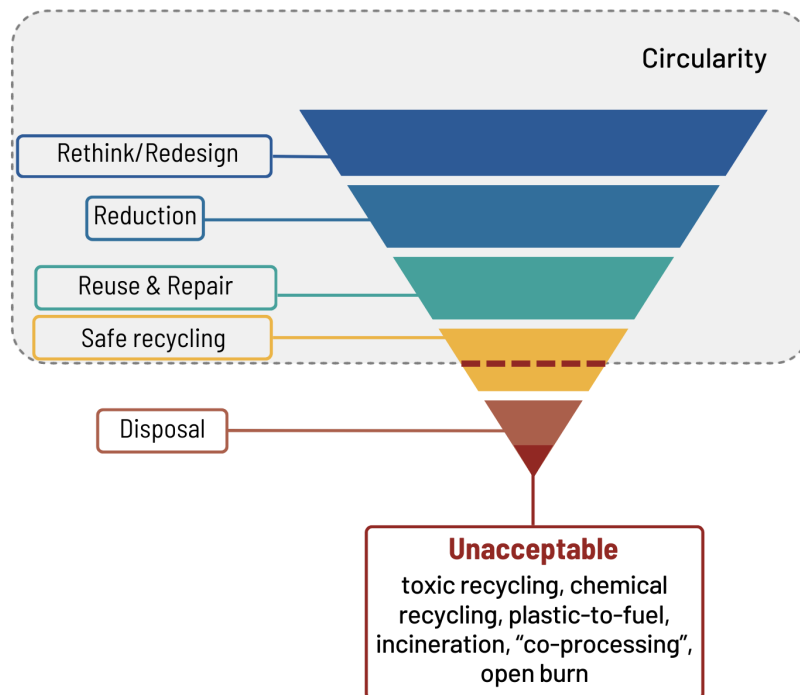 Circularity
Rethink/Redesign
Reduction
Reuse & Repair
Safe recycling
Disposal
Unacceptable
toxic recycling, chemical
recycling, plastic-to-fuel,
incineration, “co-processing”,
open burn